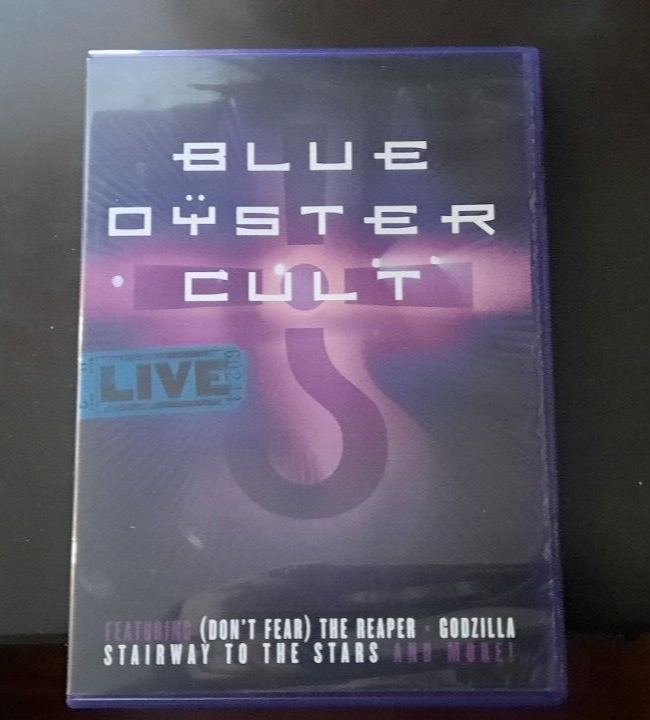 BLUE
ÖYSTER
CULT
LIVE
FEATURING (DON'T FEAR) THE REAPER · GODZILLA
STAIRWAY TO THE STARS AND MORE!